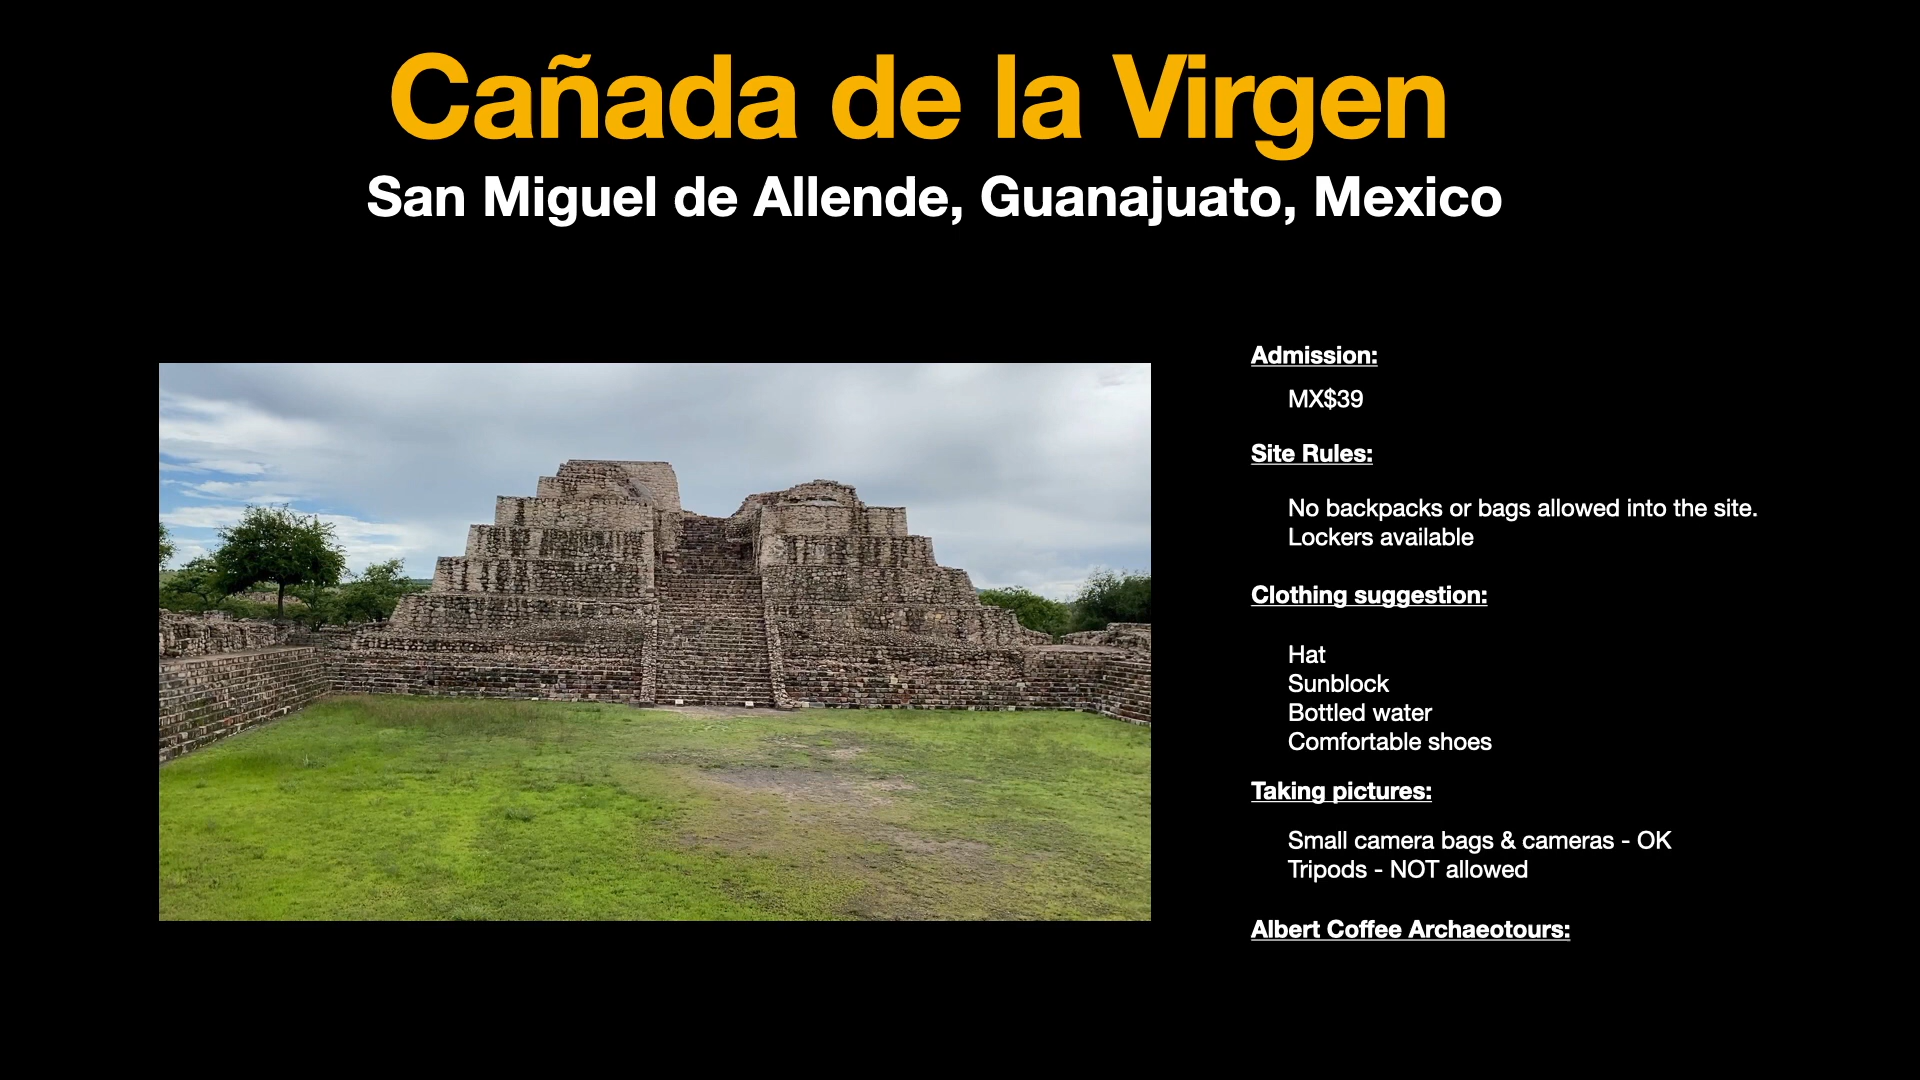 Cañada de la Virgen
San Miguel de Allende, Guanajuato, Mexico
Admission:
MX$39
Site Rules:
No backpacks or bags allowed into the site.
Lockers available
Clothing suggestion:
Hat
Sunblock
Bottled water
Comfortable shoes
Taking pictures:
Small camera bags & cameras - OK
Tripods - NOT allowed
Albert Coffee Archaeotours: